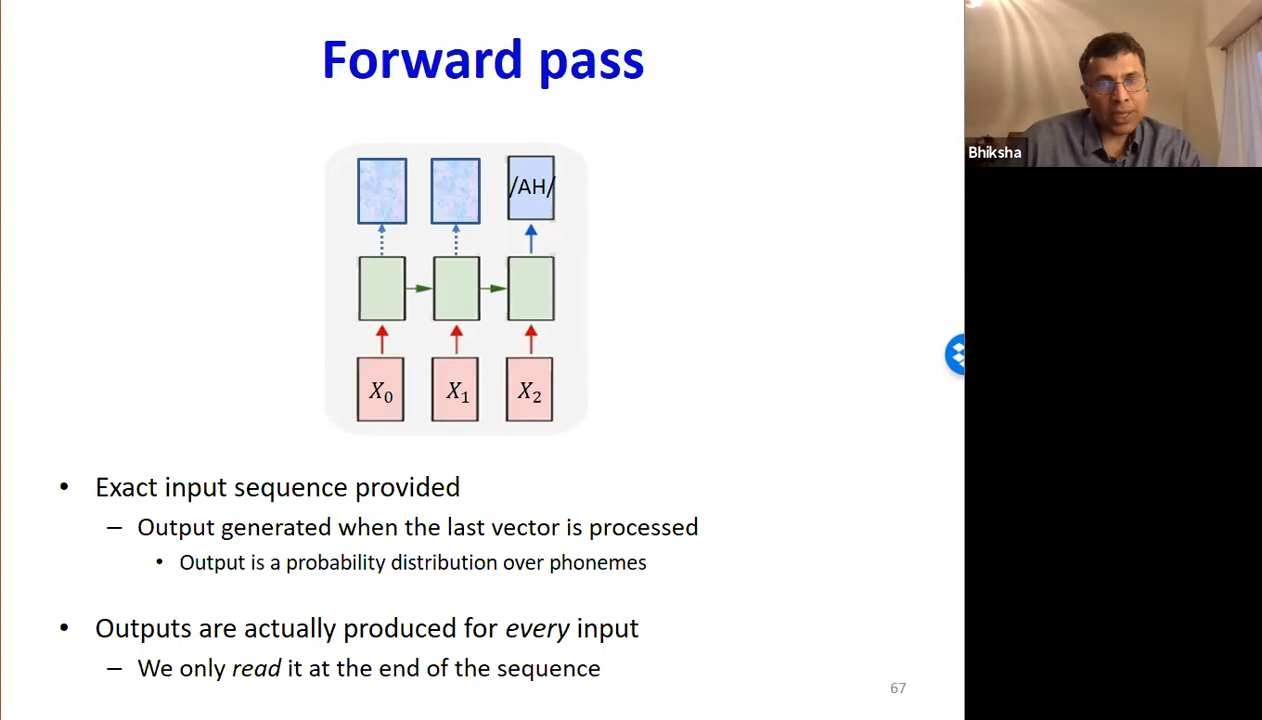 Forward pass
Bhiksha
/AH/
X₀ X₁ X₂
• Exact input sequence provided
– Output generated when the last vector is processed
• Output is a probability distribution over phonemes
• Outputs are actually produced for every input
– We only read it at the end of the sequence
67